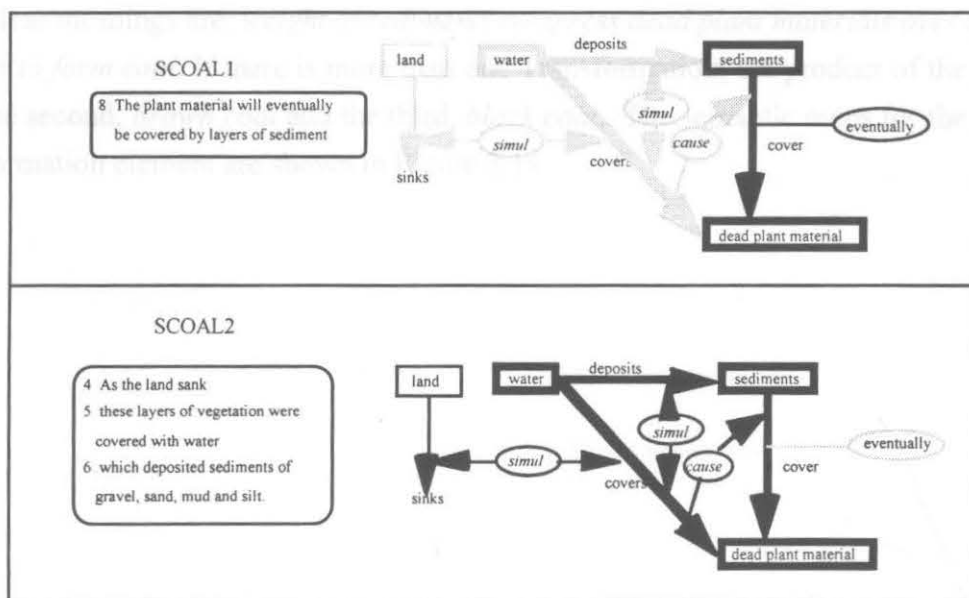 SCOAL1
8 The plant material will eventually
be covered by layers of sediment
land
water
deposits
sediments
simul
simul
cause
eventually
covers
cover
sinks
dead plant material
SCOAL2
4 As the land sank
5 these layers of vegetation were
covered with water
6 which deposited sediments of
gravel, sand, mud and silt.
land
water
deposits
sediments
simul
simul
cause
eventually
covers
cover
sinks
dead plant material